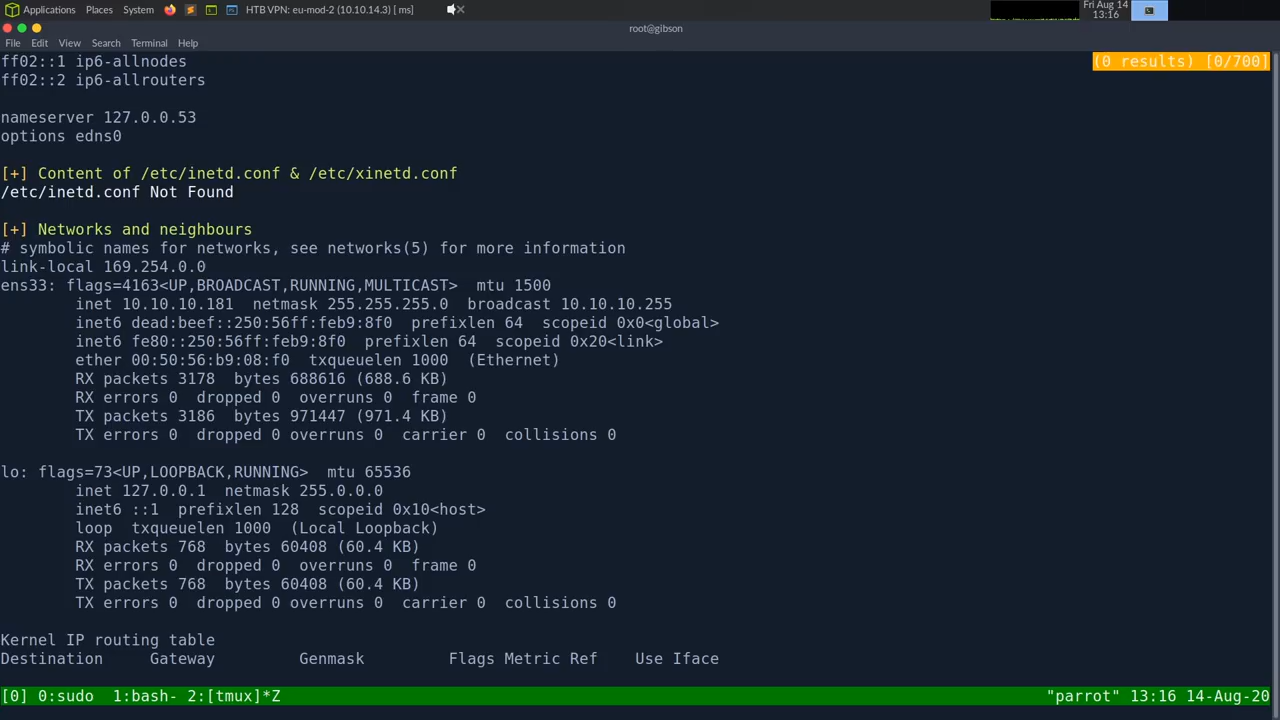 Applications Places System HTB VPN: eu-mod-2 (10.10.14.3) [ ms] Fri Aug 14
13:16
root@gibson
File Edit View Search Terminal Help
ff02::1 ip6-allnodes (0 results) [0/700]
ff02::2 ip6-allrouters
nameserver 127.0.0.53
options edns0
[+] Content of /etc/inetd.conf & /etc/xinetd.conf
/etc/inetd.conf Not Found
[+] Networks and neighbours
# symbolic names for networks, see networks(5) for more information
link-local 169.254.0.0
ens33: flags=4163<UP,BROADCAST,RUNNING,MULTICAST>  mtu 1500
inet 10.10.10.181  netmask 255.255.255.0  broadcast 10.10.10.255
inet6 dead:beef::250:56ff:feb9:8f0  prefixlen 64  scopeid 0x0<global>
inet6 fe80::250:56ff:feb9:8f0  prefixlen 64  scopeid 0x20<link>
ether 00:50:56:b9:08:f0  txqueuelen 1000  (Ethernet)
RX packets 3178  bytes 688616 (688.6 KB)
RX errors 0  dropped 0  overruns 0  frame 0
TX packets 3186  bytes 971447 (971.4 KB)
TX errors 0  dropped 0 overruns 0  carrier 0  collisions 0
lo: flags=73<UP,LOOPBACK,RUNNING>  mtu 65536
inet 127.0.0.1  netmask 255.0.0.0
inet6 ::1  prefixlen 128  scopeid 0x10<host>
loop  txqueuelen 1000  (Local Loopback)
RX packets 768  bytes 60408 (60.4 KB)
RX errors 0  dropped 0  overruns 0  frame 0
TX packets 768  bytes 60408 (60.4 KB)
TX errors 0  dropped 0 overruns 0  carrier 0  collisions 0
Kernel IP routing table
Destination     Gateway         Genmask         Flags Metric Ref    Use Iface
[0] 0:sudo  1:bash- 2:[tmux]*Z "parrot" 13:16 14-Aug-20